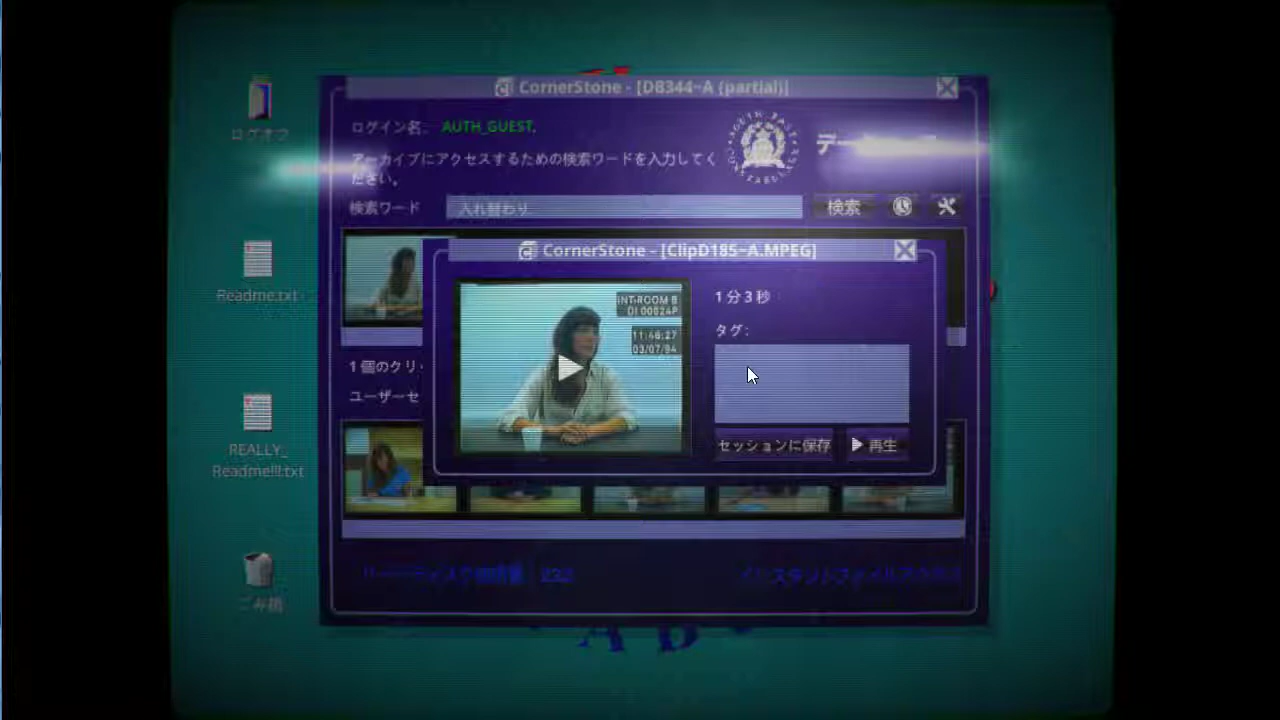 CornerStone - [DB344~A (partial)]
ログオフ
ログイン名: AUTH_GUEST.
アーカイブにアクセスするための検索ワードを入力してく
ださい。
検索ワード 入れ替わり 検索
CornerStone - [ClipD185~A.MPEG]
INT-ROOM B
DI 00024P
11:46:27
03/07/94
1分3秒
タグ:
セッションに保存 再生
1個のクリ
ユーザーセ
Readme.txt
REALLY_
Readme!!!.txt
ごみ箱